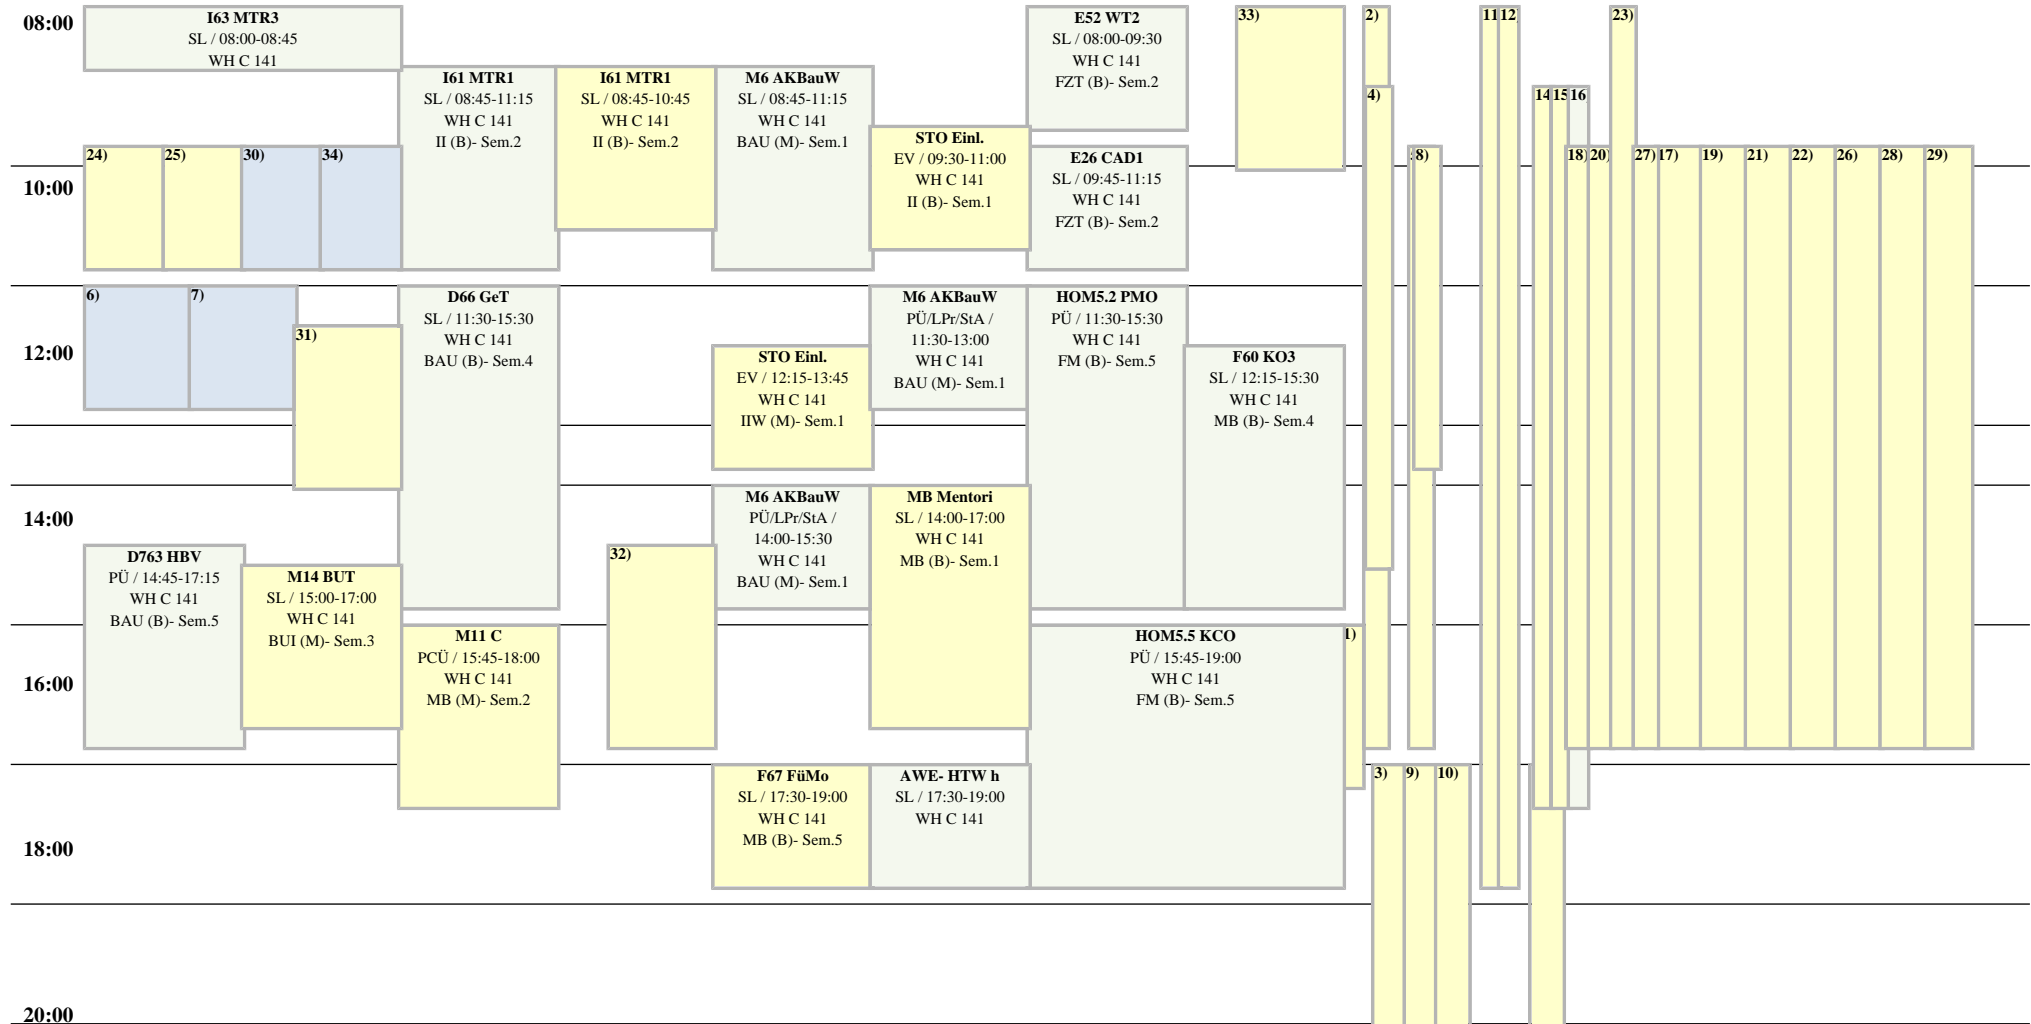 08:00
10:00
12:00
14:00
16:00
18:00
20:00
I63 MTR3
SL / 08:00-08:45
WH C 141
24)
25)
30)
34)
6)
7)
31)
D763 HBV
PÜ / 14:45-17:15
WH C 141
BAU (B)- Sem.5
M14 BUT
SL / 15:00-17:00
WH C 141
BUI (M)- Sem.3
I61 MTR1
SL / 08:45-11:15
WH C 141
II (B)- Sem.2
D66 GeT
SL / 11:30-15:30
WH C 141
BAU (B)- Sem.4
M11 C
PCÜ / 15:45-18:00
WH C 141
MB (M)- Sem.2
I61 MTR1
SL / 08:45-10:45
WH C 141
II (B)- Sem.2
32)
M6 AKBauW
SL / 08:45-11:15
WH C 141
BAU (M)- Sem.1
STO Einl.
EV / 12:15-13:45
WH C 141
IIW (M)- Sem.1
M6 AKBauW
PÜ/LPr/StA /
14:00-15:30
WH C 141
BAU (M)- Sem.1
F67 FüMo
SL / 17:30-19:00
WH C 141
MB (B)- Sem.5
STO Einl.
EV / 09:30-11:00
WH C 141
II (B)- Sem.1
M6 AKBauW
PÜ/LPr/StA /
11:30-13:00
WH C 141
BAU (M)- Sem.1
MB Mentori
SL / 14:00-17:00
WH C 141
MB (B)- Sem.1
AWE- HTW h
SL / 17:30-19:00
WH C 141
E52 WT2
SL / 08:00-09:30
WH C 141
FZT (B)- Sem.2
E26 CAD1
SL / 09:45-11:15
WH C 141
FZT (B)- Sem.2
HOM5.2 PMO
PÜ / 11:30-15:30
WH C 141
FM (B)- Sem.5
F60 KO3
SL / 12:15-15:30
WH C 141
MB (B)- Sem.4
HOM5.5 KCO
PÜ / 15:45-19:00
WH C 141
FM (B)- Sem.5
33)
1)
2)
4)
8)
3)
9)
10)
11
12
14
15
16
23)
18)
20)
27)
17)
19)
21)
22)
26)
28)
29)